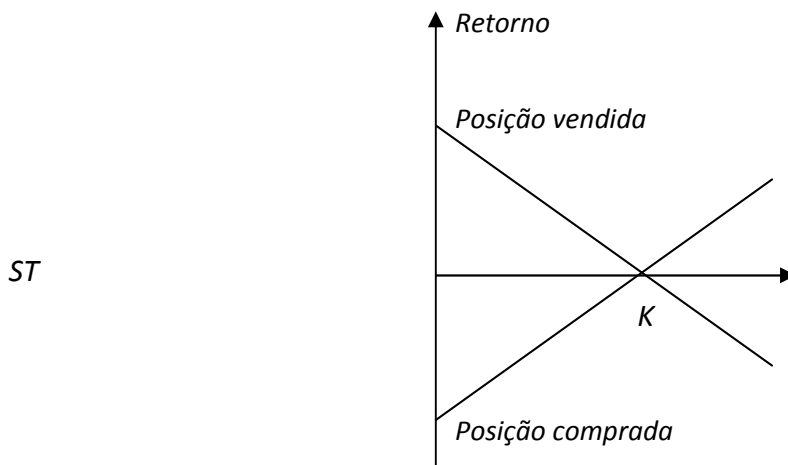 Retorno
Posição vendida
ST
K
Posição comprada